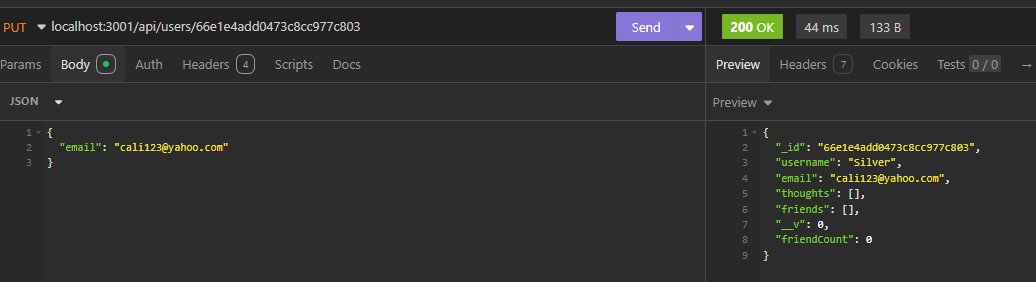 PUT localhost:3001/api/users/66e1e4add0473c8cc977c803 Send 200 OK 44 ms 133 B
Params Body Auth Headers 4 Scripts Docs Preview Headers 7 Cookies Tests 0 / 0 →
JSON Preview
1 { 
2 "email": "cali123@yahoo.com"
3 }
1 {
2 "_id": "66e1e4add0473c8cc977c803",
3 "username": "Silver",
4 "email": "cali123@yahoo.com",
5 "thoughts": [],
6 "friends": [],
7 "__v": 0,
8 "friendCount": 0
9 }